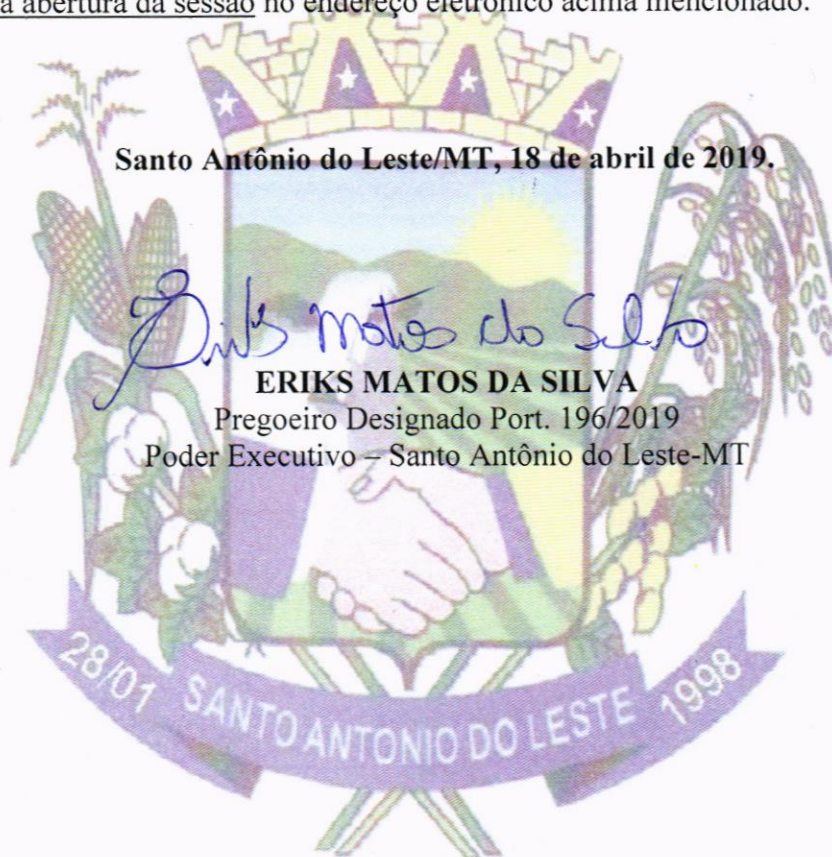 a abertura da sessão no endereço eletrônico acima mencionado.
Santo Antônio do Leste/MT, 18 de abril de 2019.
Eriks Matos da Silva
ERIKS MATOS DA SILVA
Pregoeiro Designado Port. 196/2019
Poder Executivo – Santo Antônio do Leste-MT
28/01 SANTO ANTONIO DO LESTE 1998